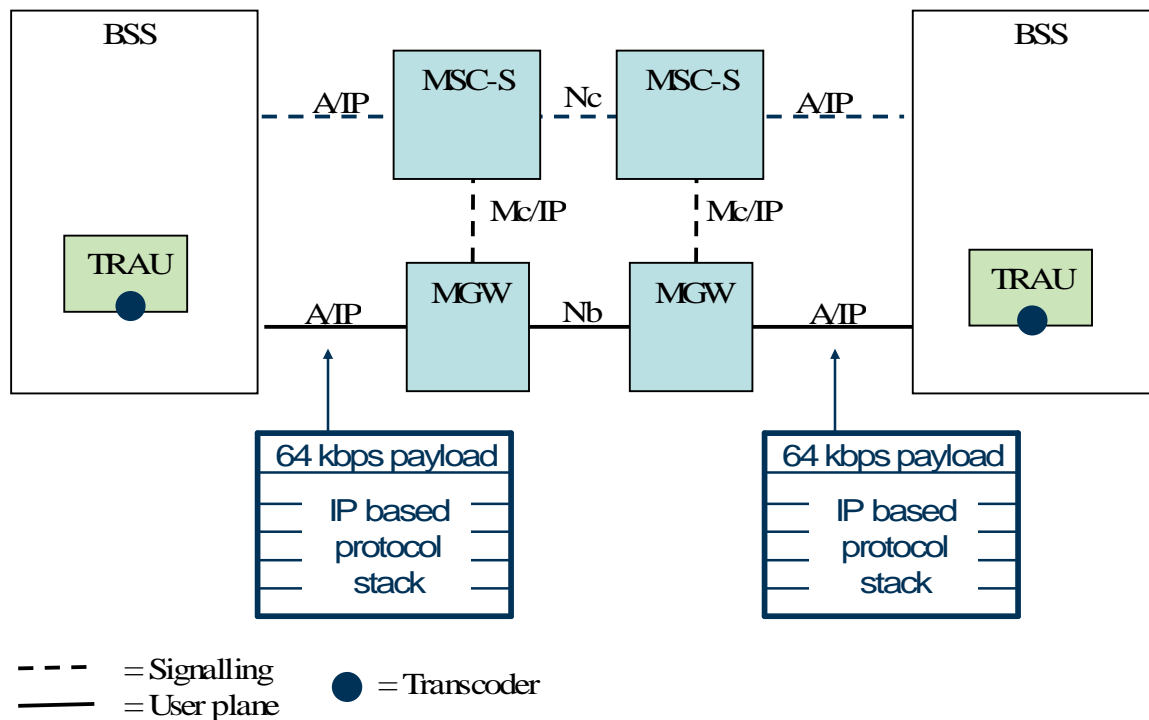 BSS
BSS
MSC-S
MSC-S
A/IP
Nc
A/IP
Mc/IP
Mc/IP
TRAU
TRAU
MGW
MGW
A/IP
Nb
A/IP
64 kbps payload
IP based
protocol
stack
64 kbps payload
IP based
protocol
stack
= Signalling
= User plane
= Transcoder